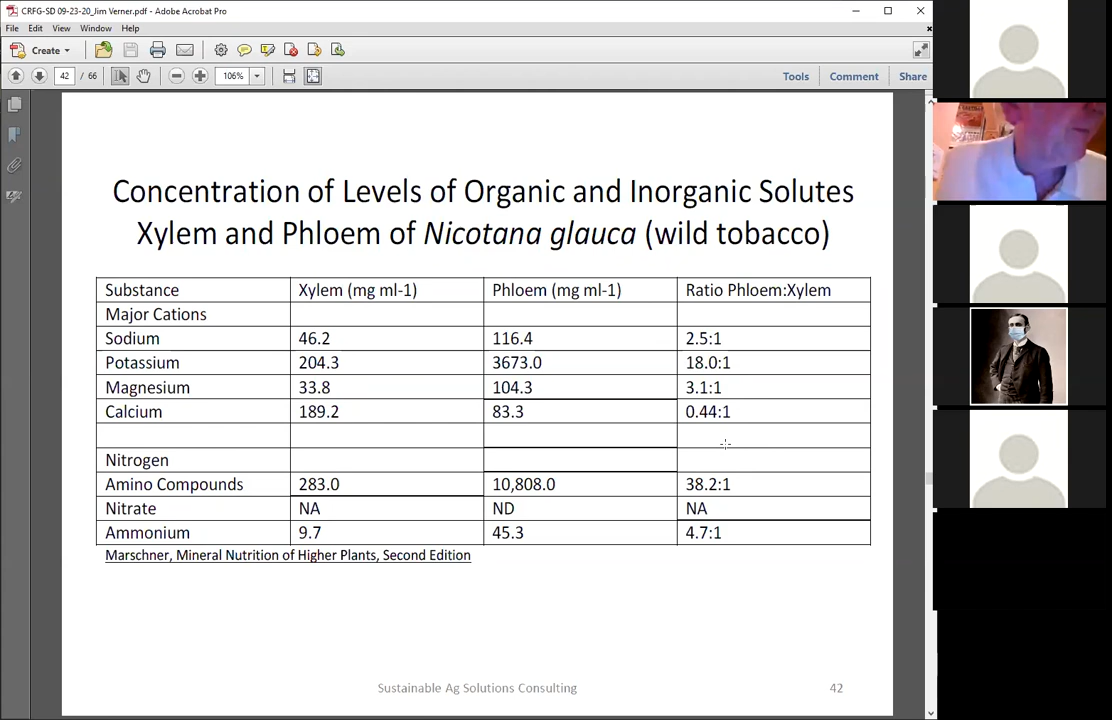 CRFG-SD 09-23-20_Jim Verner.pdf - Adobe Acrobat Pro
File Edit View Window Help
Create
42 / 66 106% Tools Comment Share
Concentration of Levels of Organic and Inorganic Solutes
Xylem and Phloem of Nicotana glauca (wild tobacco)
Substance Xylem (mg ml-1) Phloem (mg ml-1) Ratio Phloem:Xylem
Major Cations
Sodium 46.2 116.4 2.5:1
Potassium 204.3 3673.0 18.0:1
Magnesium 33.8 104.3 3.1:1
Calcium 189.2 83.3 0.44:1
Nitrogen
Amino Compounds 283.0 10,808.0 38.2:1
Nitrate NA ND NA
Ammonium 9.7 45.3 4.7:1
Marschner, Mineral Nutrition of Higher Plants, Second Edition
Sustainable Ag Solutions Consulting 42